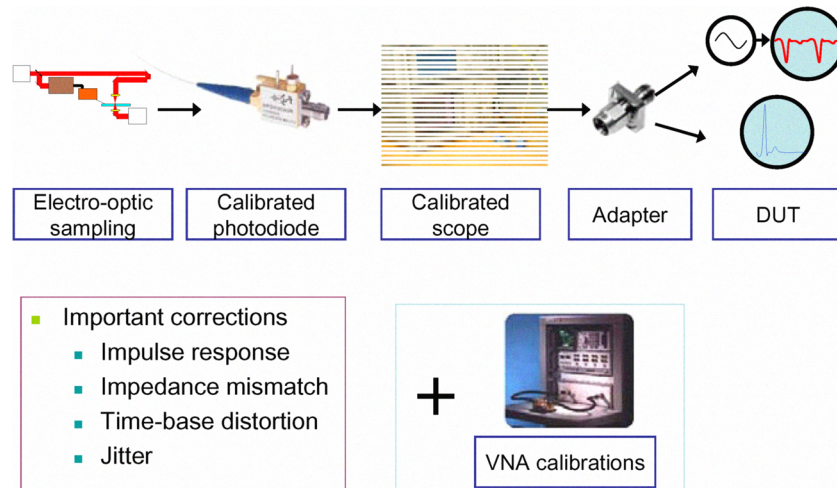 Electro-optic
sampling
Calibrated
photodiode
Calibrated
scope
Adapter
DUT
Important corrections
Impulse response
Impedance mismatch
Time-base distortion
Jitter
+
VNA calibrations